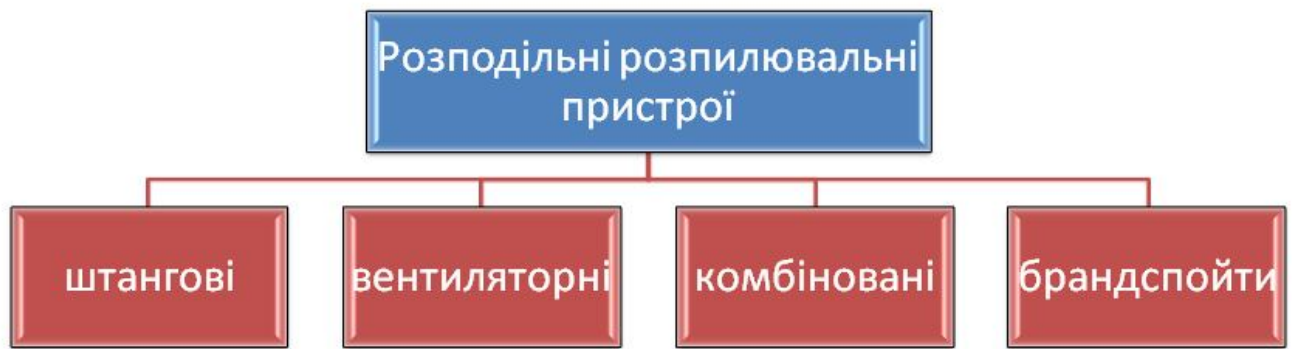 Розподільні розпилювальні
пристрої
штангові
вентиляторні
комбіновані
брандспойти